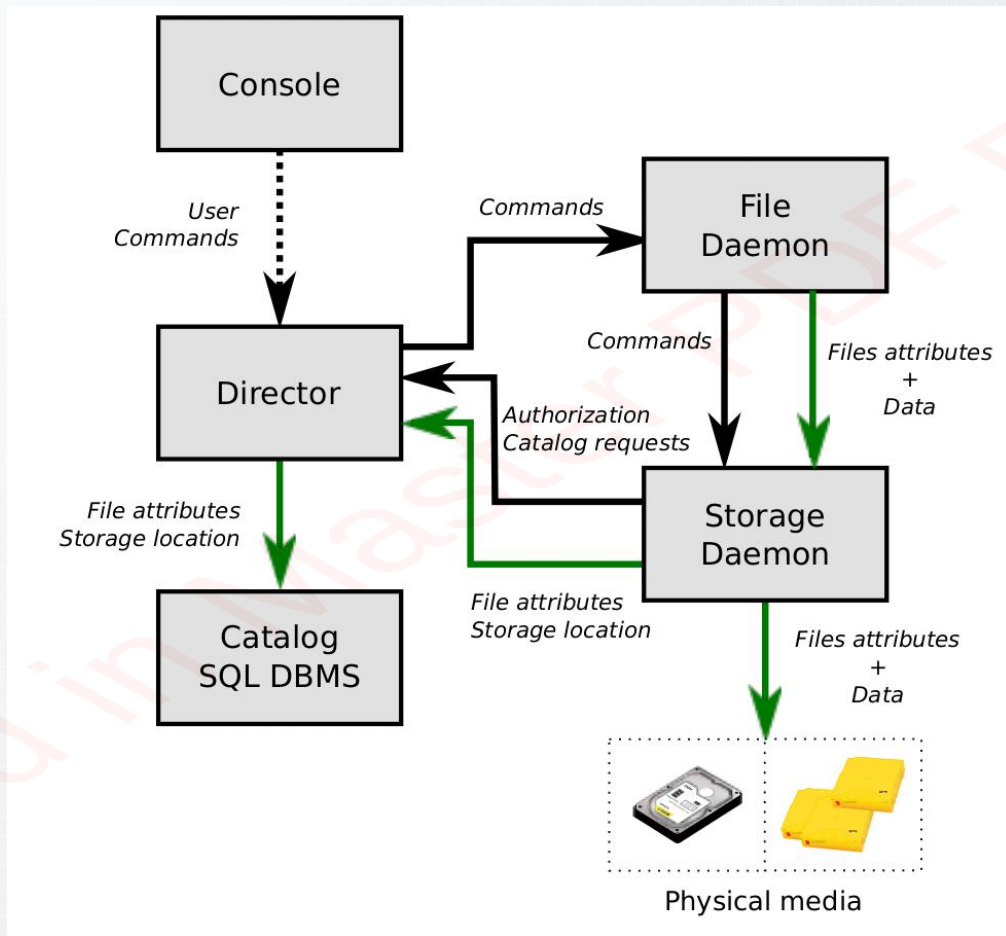 Console
User
Commands
Commands
File
Daemon
Director
Commands
Files attributes
+
Data
Authorization
Catalog requests
File attributes
Storage location
Storage
Daemon
Catalog
SQL DBMS
File attributes
Storage location
Files attributes
+
Data
Physical media